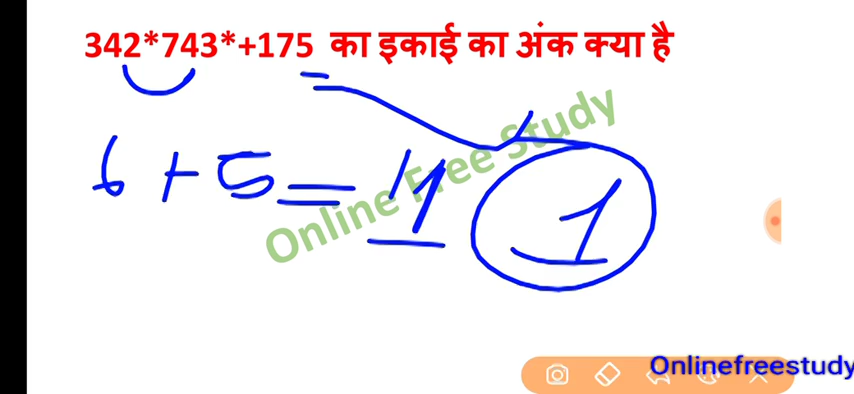 342*743*+175 का इकाई का अंक क्या है
6 + 5 = 11 1
Online Free Study
Onlinefreestudy